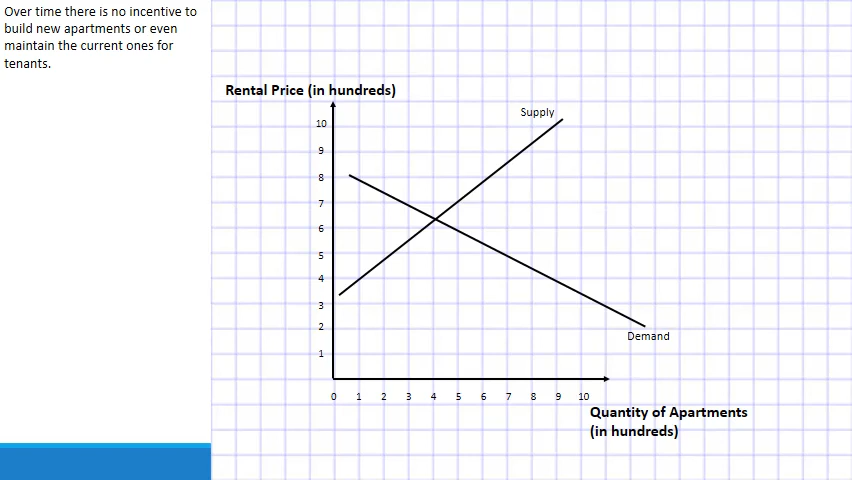 Over time there is no incentive to
build new apartments or even
maintain the current ones for
tenants.
Rental Price (in hundreds)
Supply
10
9
8
7
6
5
4
3
2
1
Demand
0 1 2 3 4 5 6 7 8 9 10
Quantity of Apartments
(in hundreds)